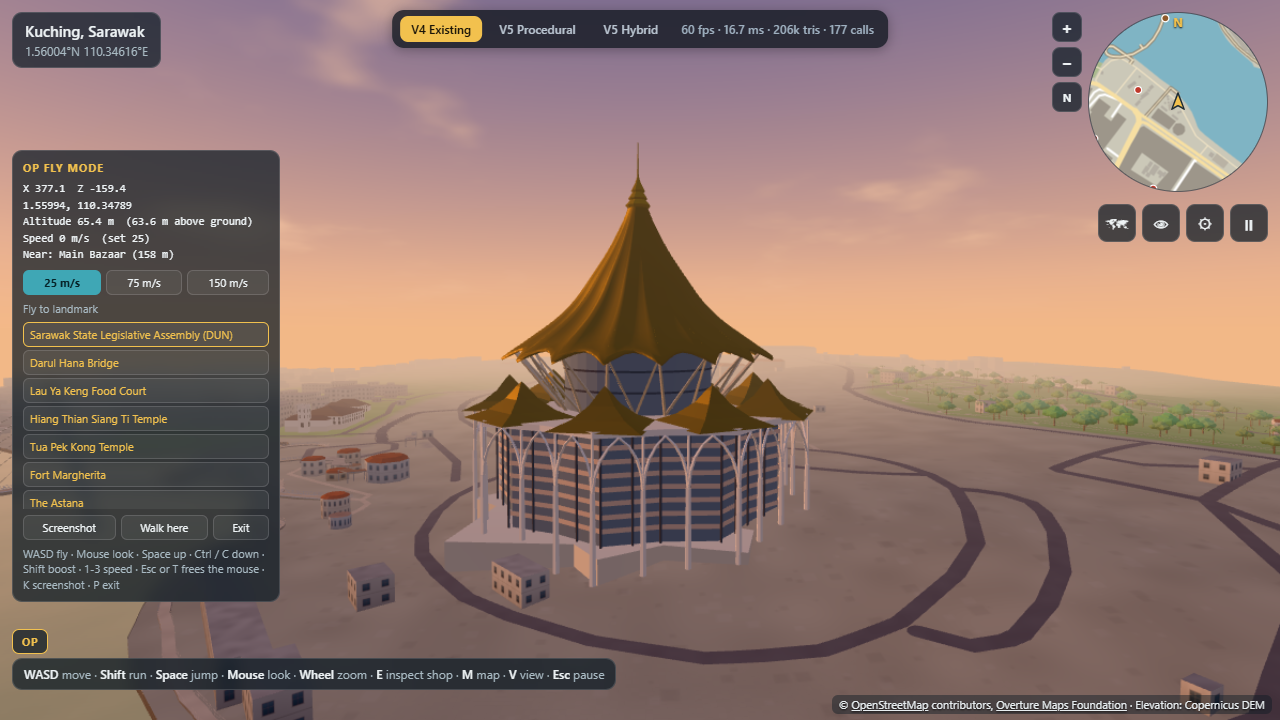 Kuching, Sarawak
1.56004°N 110.34616°E
V4 Existing
V5 Procedural
V5 Hybrid
60 fps · 16.7 ms · 206k tris · 177 calls
+
−
N
N
OP FLY MODE
X 377.1 Z -159.4
1.55994, 110.34789
Altitude 65.4 m (63.6 m above ground)
Speed 0 m/s (set 25)
Near: Main Bazaar (158 m)
25 m/s
75 m/s
150 m/s
Fly to landmark
Sarawak State Legislative Assembly (DUN)
Darul Hana Bridge
Lau Ya Keng Food Court
Hiang Thian Siang Ti Temple
Tua Pek Kong Temple
Fort Margherita
The Astana
Screenshot
Walk here
Exit
WASD fly · Mouse look · Space up · Ctrl / C down ·
Shift boost · 1-3 speed · Esc or T frees the mouse ·
K screenshot · P exit
OP
WASD move · Shift run · Space jump · Mouse look · Wheel zoom · E inspect shop · M map · V view · Esc pause
© OpenStreetMap contributors, Overture Maps Foundation · Elevation: Copernicus DEM